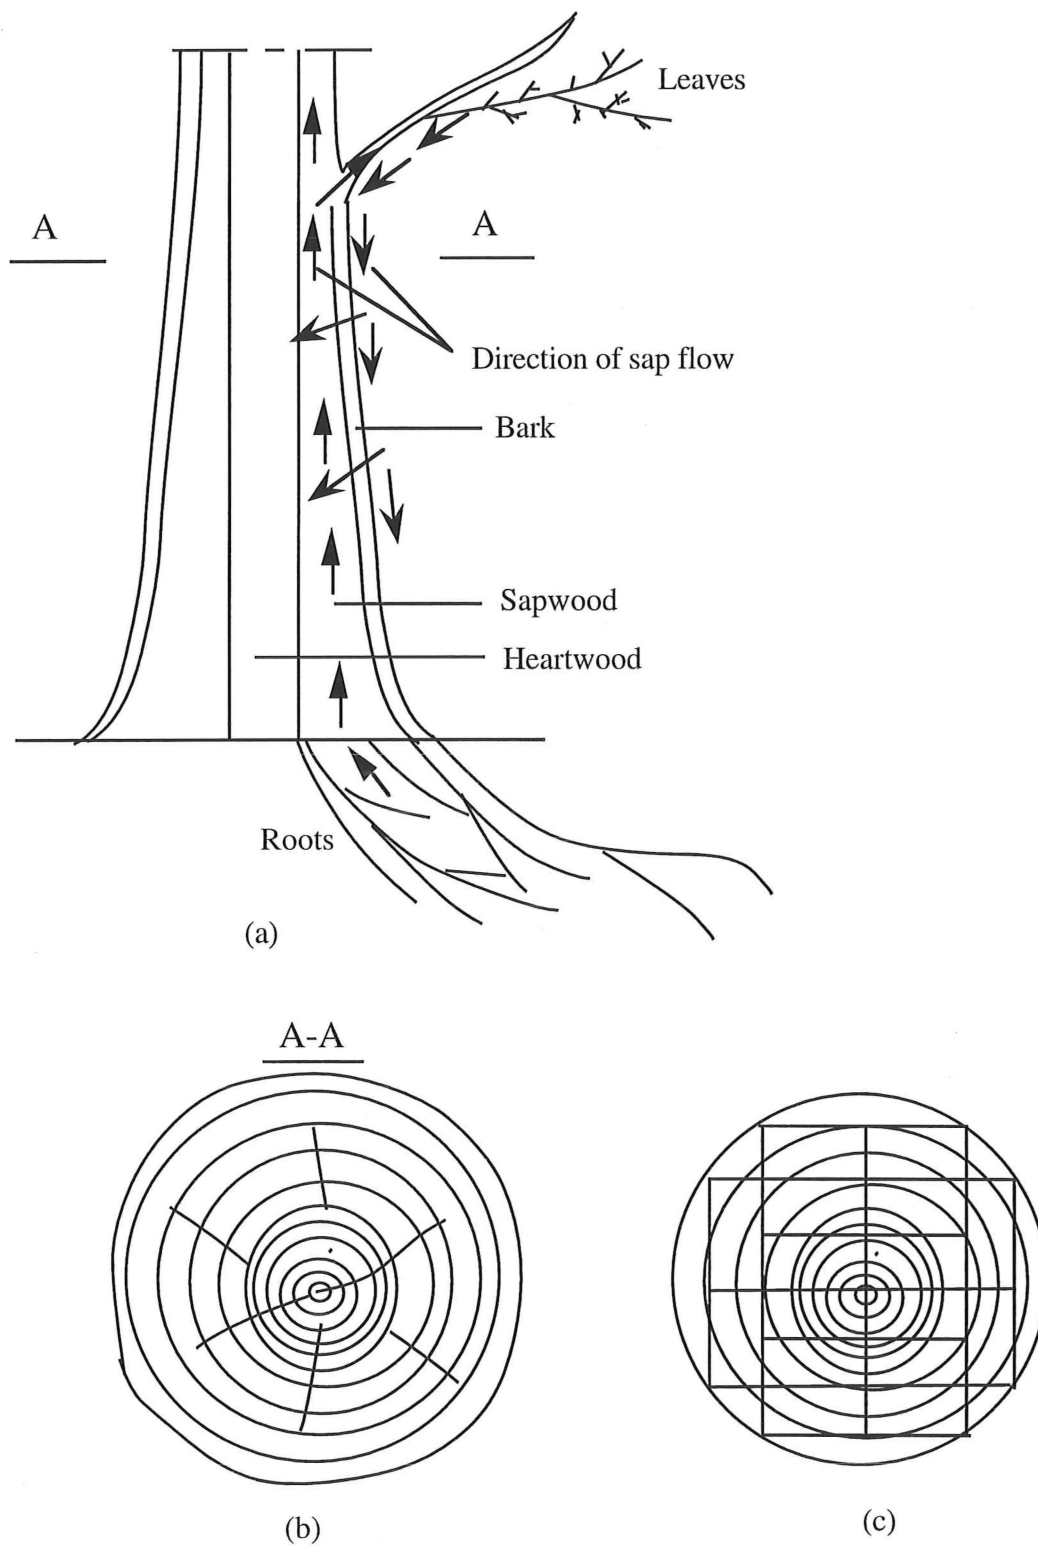 Leaves
A
A
Direction of sap flow
Bark
Sapwood
Heartwood
Roots
(a)
A-A
(b)
(c)